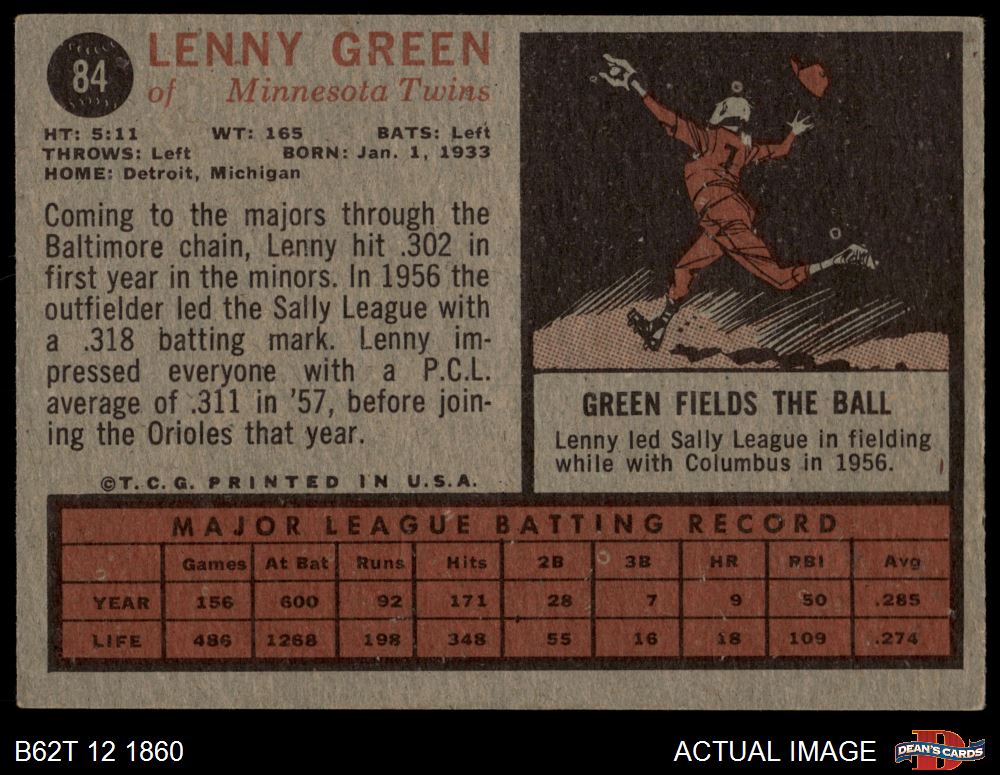 84
LENNY GREEN
of Minnesota Twins
HT: 5:11 WT: 165 BATS: Left
THROWS: Left BORN: Jan. 1, 1933
HOME: Detroit, Michigan
Coming to the majors through the
Baltimore chain, Lenny hit .302 in
first year in the minors. In 1956 the
outfielder led the Sally League with
a .318 batting mark. Lenny im-
pressed everyone with a P.C.L.
average of .311 in '57, before join-
ing the Orioles that year.
©T.C.G. PRINTED IN U.S.A.
7
GREEN FIELDS THE BALL
Lenny led Sally League in fielding
while with Columbus in 1956.
MAJOR LEAGUE BATTING RECORD
Games At Bat Runs Hits 2B 3B HR RBI Avg
YEAR 156 600 92 171 28 7 9 50 .285
LIFE 486 1268 198 348 55 16 18 109 .274
B62T 12 1860
ACTUAL IMAGE
D
DEAN'S CARDS